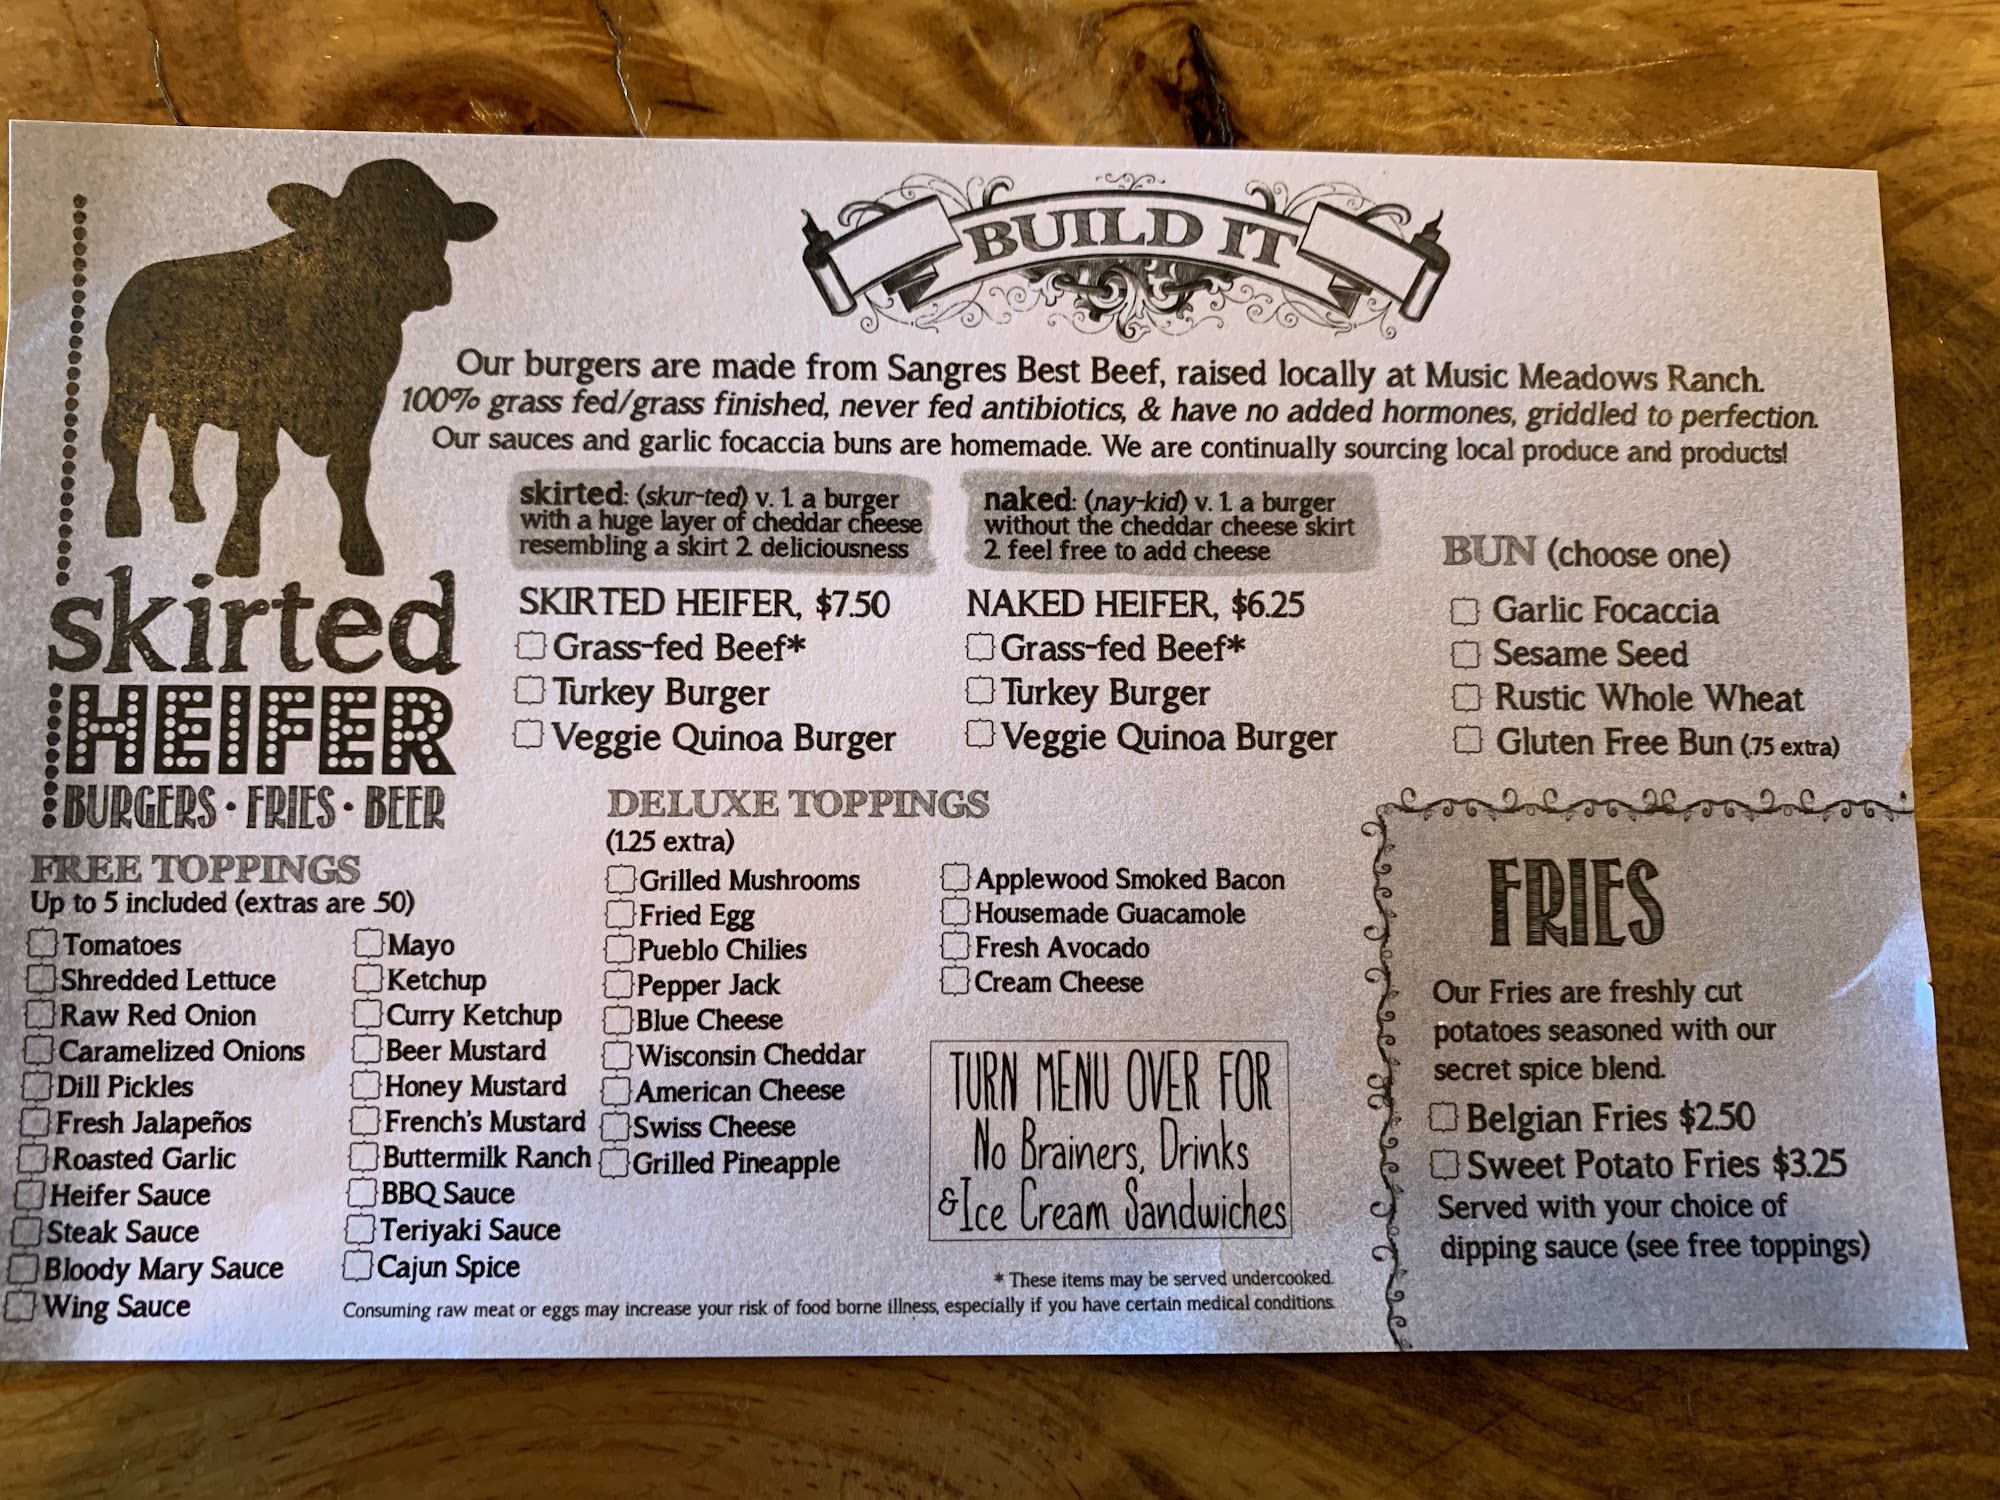 BUILD IT
Our burgers are made from Sangres Best Beef, raised locally at Music Meadows Ranch.
100% grass fed/grass finished, never fed antibiotics, & have no added hormones, griddled to perfection.
Our sauces and garlic focaccia buns are homemade. We are continually sourcing local produce and products!
skirted
HEIFER
BURGERS • FRIES • BEER
skirted: (skur-ted) v. 1. a burger
with a huge layer of cheddar cheese
resembling a skirt 2. deliciousness
SKIRTED HEIFER, $7.50
Grass-fed Beef*
Turkey Burger
Veggie Quinoa Burger
naked: (nay-kid) v. 1. a burger
without the cheddar cheese skirt
2. feel free to add cheese
NAKED HEIFER, $6.25
Grass-fed Beef*
Turkey Burger
Veggie Quinoa Burger
BUN (choose one)
Garlic Focaccia
Sesame Seed
Rustic Whole Wheat
Gluten Free Bun (.75 extra)
FREE TOPPINGS
Up to 5 included (extras are .50)
Tomatoes
Shredded Lettuce
Raw Red Onion
Caramelized Onions
Dill Pickles
Fresh Jalapeños
Roasted Garlic
Heifer Sauce
Steak Sauce
Bloody Mary Sauce
Wing Sauce
Mayo
Ketchup
Curry Ketchup
Beer Mustard
Honey Mustard
French's Mustard
Buttermilk Ranch
BBQ Sauce
Teriyaki Sauce
Cajun Spice
DELUXE TOPPINGS
(1.25 extra)
Grilled Mushrooms
Fried Egg
Pueblo Chilies
Pepper Jack
Blue Cheese
Wisconsin Cheddar
American Cheese
Swiss Cheese
Grilled Pineapple
Applewood Smoked Bacon
Housemade Guacamole
Fresh Avocado
Cream Cheese
TURN MENU OVER FOR
No Brainers, Drinks
& Ice Cream Sandwiches
* These items may be served undercooked.
Consuming raw meat or eggs may increase your risk of food borne illness, especially if you have certain medical conditions.
FRIES
Our Fries are freshly cut
potatoes seasoned with our
secret spice blend.
Belgian Fries $2.50
Sweet Potato Fries $3.25
Served with your choice of
dipping sauce (see free toppings)